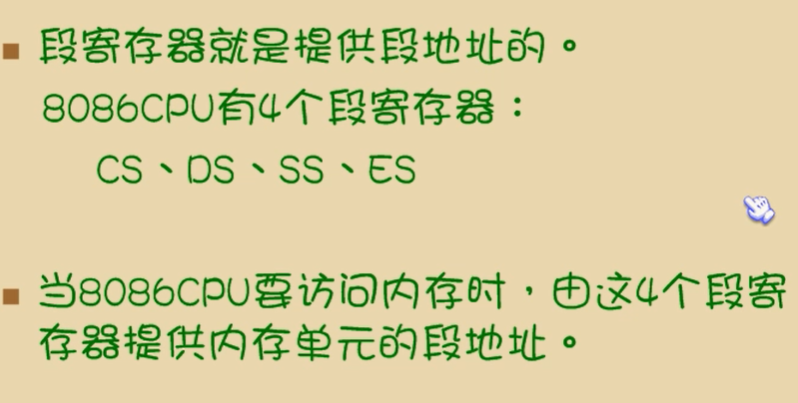 段寄存器就是提供段地址的。
8086CPU有4个段寄存器：
CS、DS、SS、ES
当8086CPU要访问内存时，由这4个段寄
存器提供内存单元的段地址。